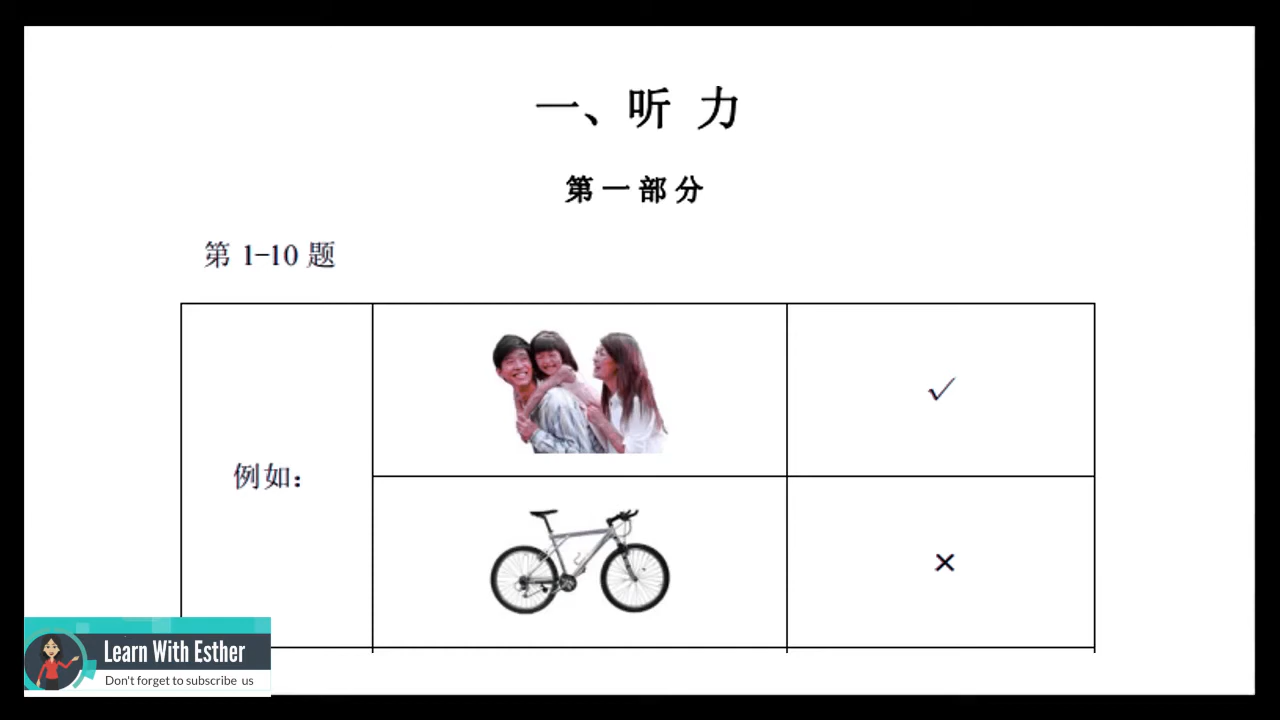 一、听 力
第一部分
第 1-10 题
例如：
√
×
Learn With Esther
Don't forget to subscribe us